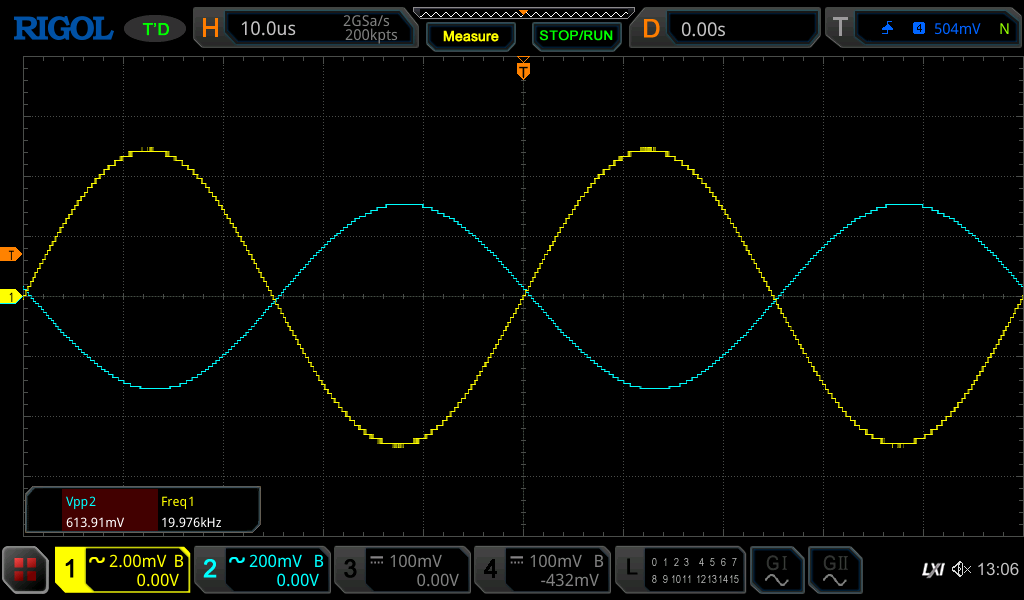 RIGOL T'D H 10.0us 2GSa/s 200kpts Measure STOP/RUN D 0.00s T 4 504mV N
T
T
1
Vpp2 Freq1
613.91mV 19.976kHz
1 2.00mV B 0.00V 2 200mV B 0.00V 3 100mV 0.00V 4 100mV B -432mV L 0 1 2 3 4 5 6 7 8 9 10 11 12 13 14 15 GI GII LXI 13:06